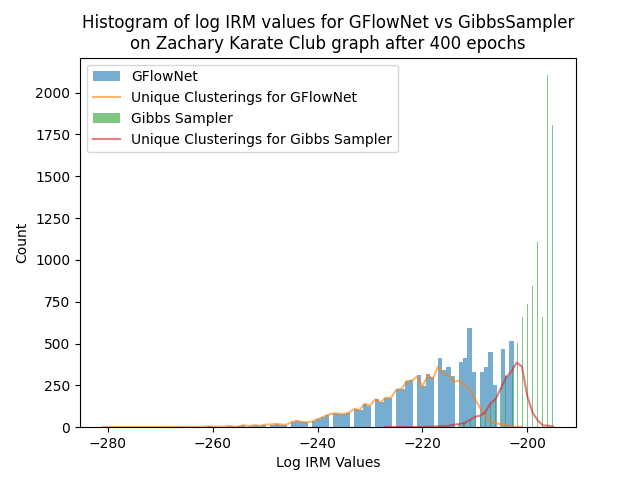 Histogram of log IRM values for GFlowNet vs GibbsSampler
on Zachary Karate Club graph after 400 epochs
GFlowNet
Unique Clusterings for GFlowNet
Gibbs Sampler
Unique Clusterings for Gibbs Sampler
Count
2000
1750
1500
1250
1000
750
500
250
0
−280 −260 −240 −220 −200
Log IRM Values